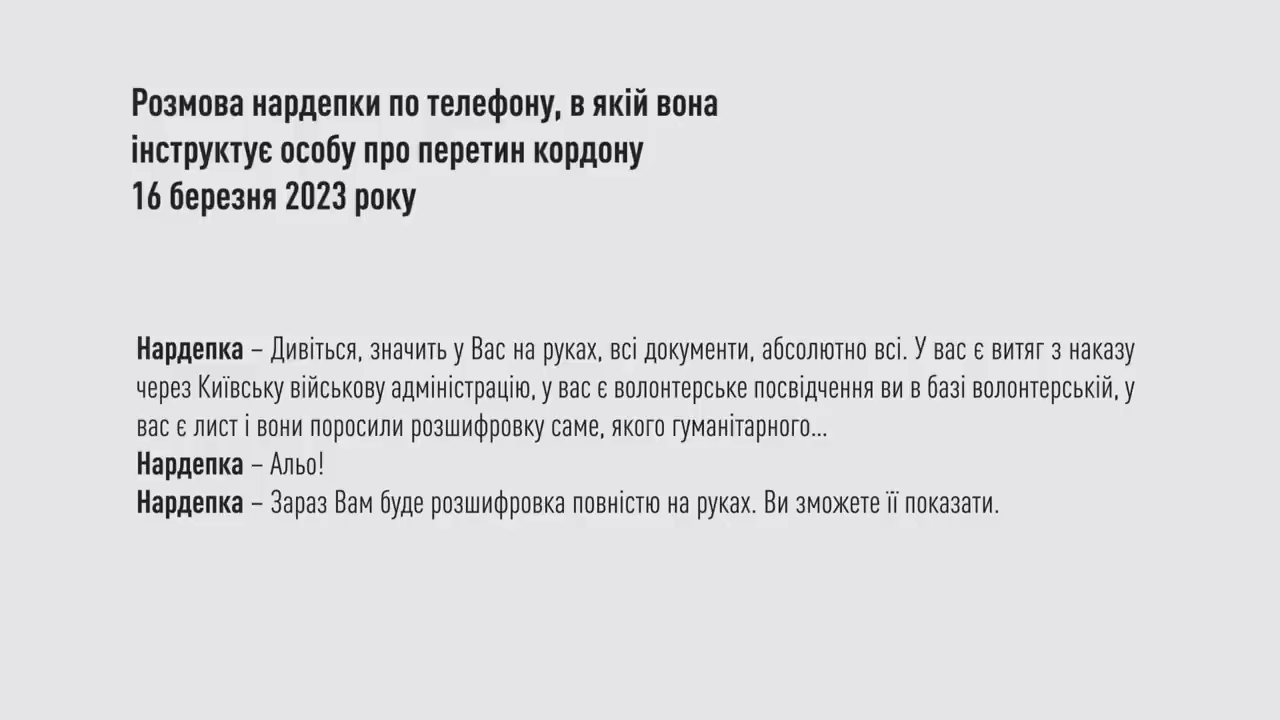 Розмова нардепки по телефону, в якій вона
інструктує особу про перетин кордону
16 березня 2023 року
Нардепка – Дивіться, значить у Вас на руках, всі документи, абсолютно всі. У вас є витяг з наказу
через Київську військову адміністрацію, у вас є волонтерське посвідчення ви в базі волонтерській, у
вас є лист і вони поросили розшифровку саме, якого гуманітарного...
Нардепка – Альо!
Нардепка – Зараз Вам буде розшифровка повністю на руках. Ви зможете її показати.